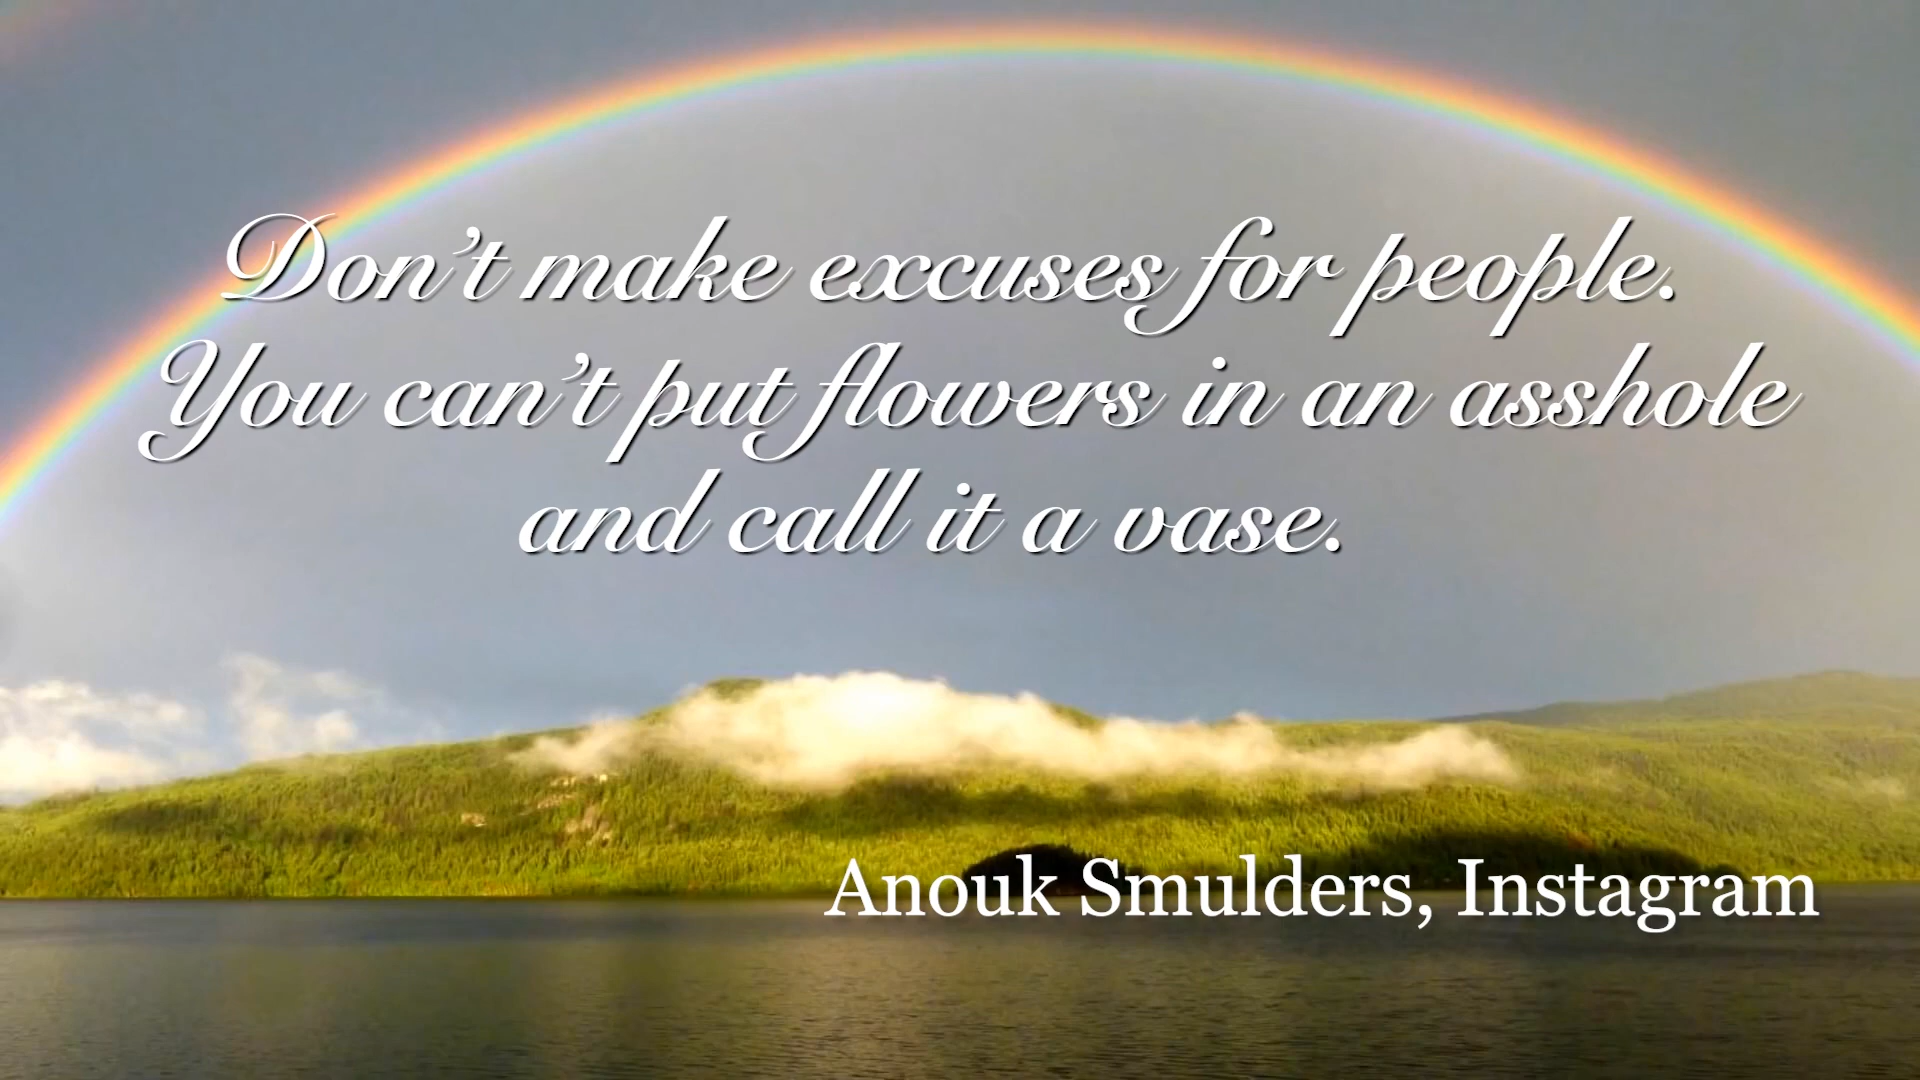 Don’t make excuses for people.
You can’t put flowers in an asshole
and call it a vase.
Anouk Smulders, Instagram